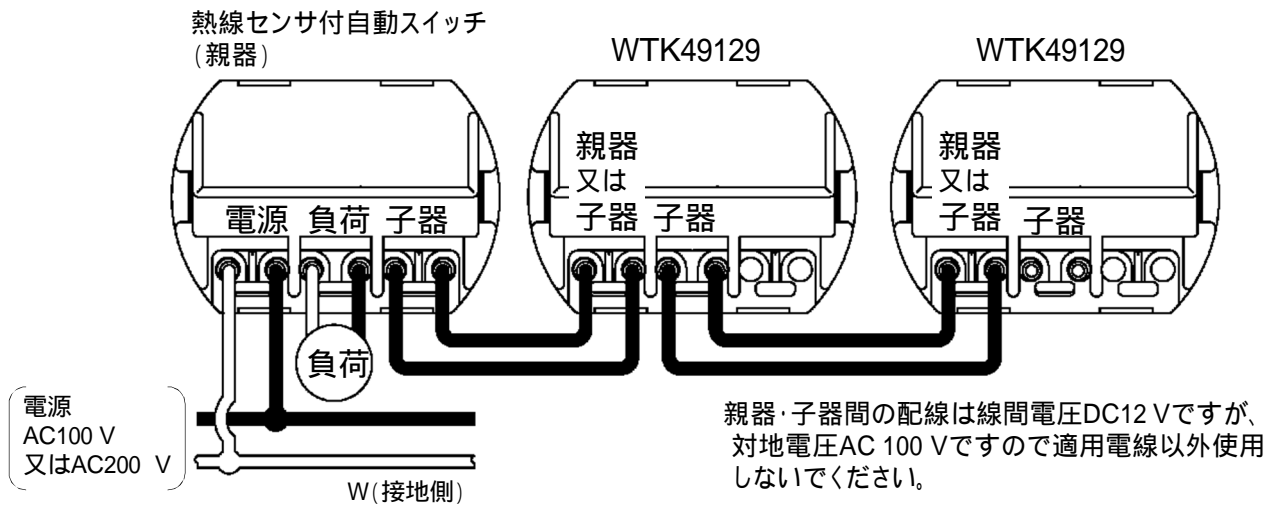 熱線センサ付自動スイッチ
(親器)
WTK49129
WTK49129
電源 負荷 子器
親器
又は
子器 子器
親器
又は
子器 子器
負荷
電源
AC100 V
又はAC200 V
W(接地側)
親器・子器間の配線は線間電圧DC12 Vですが、
対地電圧AC 100 Vですので適用電線以外使用
しないでください。